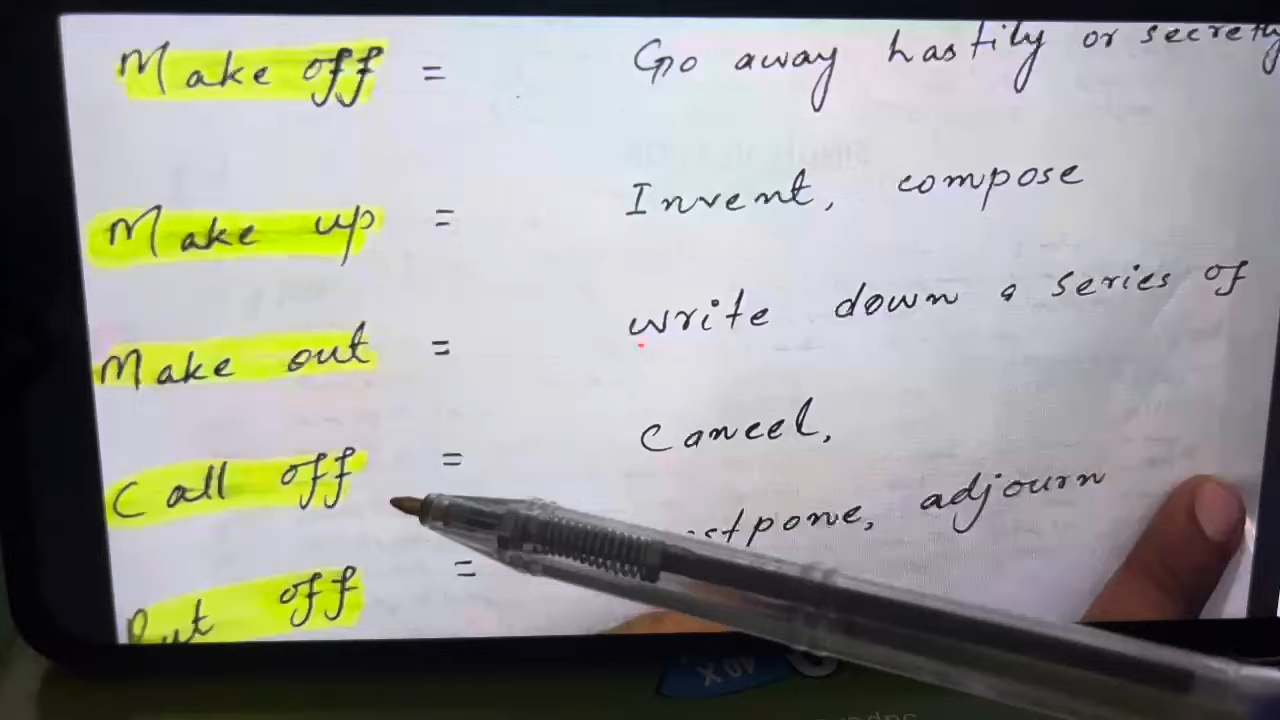 Make off = Go away hastily or secretly
Make up = Invent, compose
Make out = write down a series of
Call off = Cancel,
Put off = adjourn
40 X